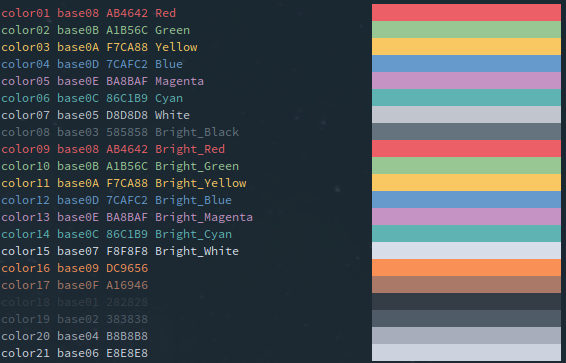 color01 base08 AB4642 Red
color02 base0B A1B56C Green
color03 base0A F7CA88 Yellow
color04 base0D 7CAFC2 Blue
color05 base0E BA8BAF Magenta
color06 base0C 86C1B9 Cyan
color07 base05 D8D8D8 White
color08 base03 585858 Bright_Black
color09 base08 AB4642 Bright_Red
color10 base0B A1B56C Bright_Green
color11 base0A F7CA88 Bright_Yellow
color12 base0D 7CAFC2 Bright_Blue
color13 base0E BA8BAF Bright_Magenta
color14 base0C 86C1B9 Bright_Cyan
color15 base07 F8F8F8 Bright_White
color16 base09 DC9656
color17 base0F A16946
color18 base01 282828
color19 base02 383838
color20 base04 B8B8B8
color21 base06 E8E8E8